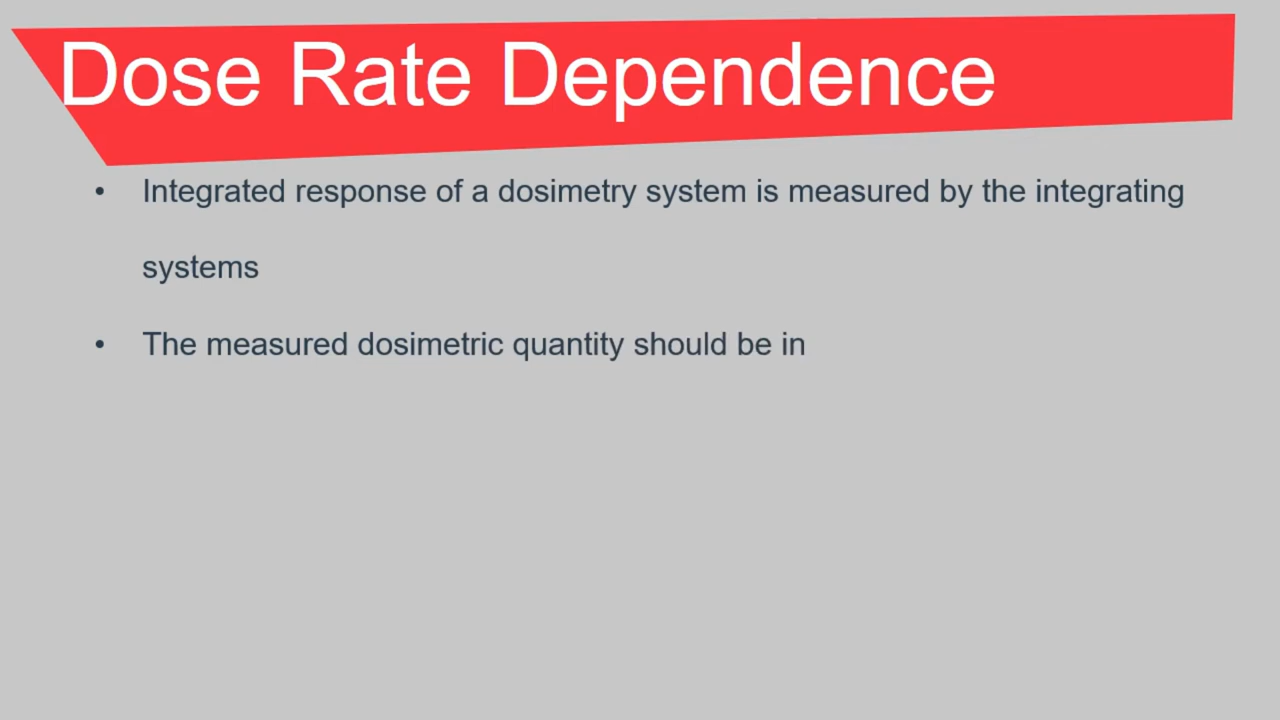 Dose Rate Dependence
• Integrated response of a dosimetry system is measured by the integrating
systems
• The measured dosimetric quantity should be in